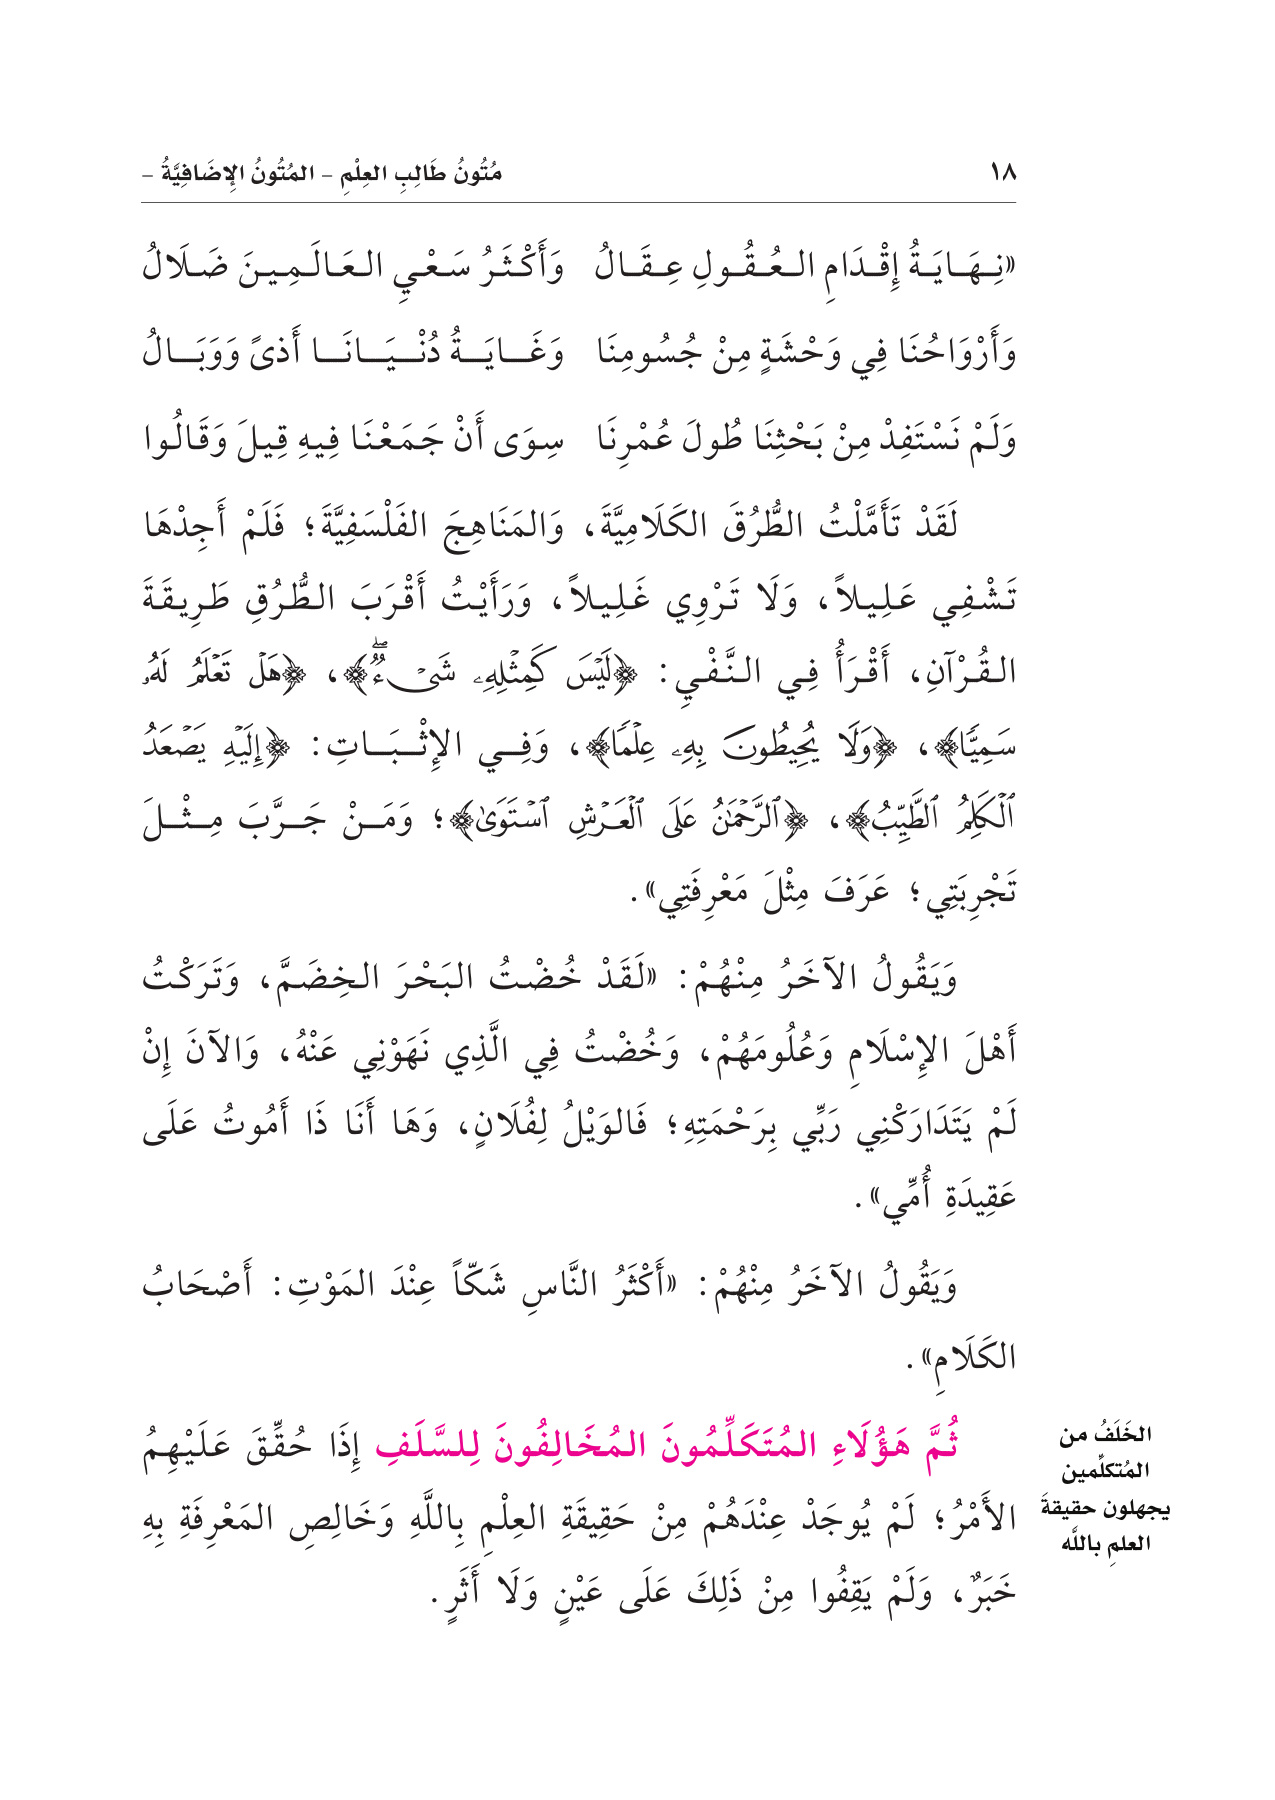 ١٨
مُتُونُ طَالِبِ العِلْمِ – المُتُونُ الإِضَافِيَّةُ –
«نِهَايَةُ إِقْدَامِ العُقُولِ عِقَالُ وَأَكْثَرُ سَعْيِ العَالَمِينَ ضَلَالُ
وَأَرْوَاحُنَا فِي وَحْشَةٍ مِنْ جُسُومِنَا وَغَايَةُ دُنْيَانَا أَذىً وَوَبَالُ
وَلَمْ نَسْتَفِدْ مِنْ بَحْثِنَا طُولَ عُمْرِنَا سِوَى أَنْ جَمَعْنَا فِيهِ قِيلَ وَقَالُوا
لَقَدْ تَأَمَّلْتُ الطُّرُقَ الكَلَامِيَّةَ، وَالمَنَاهِجَ الفَلْسَفِيَّةَ؛ فَلَمْ أَجِدْهَا
تَشْفِي عَلِيلاً، وَلَا تَرْوِي غَلِيلاً، وَرَأَيْتُ أَقْرَبَ الطُّرُقِ طَرِيقَةَ
القُرْآنِ، أَقْرَأُ فِي النَّفْيِ: ﴿لَيۡسَ كَمِثۡلِهِۦ شَيۡءٞۖ﴾، ﴿هَلۡ تَعۡلَمُ لَهُۥ
سَمِيّٗا﴾، ﴿وَلَا يُحِيطُونَ بِهِۦ عِلۡمٗا﴾، وَفِي الإِثْبَاتِ: ﴿إِلَيۡهِ يَصۡعَدُ
ٱلۡكَلِمُ ٱلطَّيِّبُ﴾، ﴿ٱلرَّحۡمَٰنُ عَلَى ٱلۡعَرۡشِ ٱسۡتَوَىٰ﴾؛ وَمَنْ جَرَّبَ مِثْلَ
تَجْرِبَتِي؛ عَرَفَ مِثْلَ مَعْرِفَتِي».
وَيَقُولُ الآخَرُ مِنْهُمْ: «لَقَدْ خُضْتُ البَحْرَ الخِضَمَّ، وَتَرَكْتُ
أَهْلَ الإِسْلَامِ وَعُلُومَهُمْ، وَخُضْتُ فِي الَّذِي نَهَوْنِي عَنْهُ، وَالآنَ إِنْ
لَمْ يَتَدَارَكْنِي رَبِّي بِرَحْمَتِهِ؛ فَالوَيْلُ لِفُلَانٍ، وَهَا أَنَا ذَا أَمُوتُ عَلَى
عَقِيدَةِ أُمِّي».
وَيَقُولُ الآخَرُ مِنْهُمْ: «أَكْثَرُ النَّاسِ شَكّاً عِنْدَ المَوْتِ: أَصْحَابُ
الكَلَامِ».
ثُمَّ هَؤُلَاءِ المُتَكَلِّمُونَ المُخَالِفُونَ لِلسَّلَفِ إِذَا حُقِّقَ عَلَيْهِمُ
الأَمْرُ؛ لَمْ يُوجَدْ عِنْدَهُمْ مِنْ حَقِيقَةِ العِلْمِ بِاللَّهِ وَخَالِصِ المَعْرِفَةِ بِهِ
خَبَرٌ، وَلَمْ يَقِفُوا مِنْ ذَلِكَ عَلَى عَيْنٍ وَلَا أَثَرٍ.
الخَلَفُ من
المُتكلِّمين
يجهلون حقيقةَ
العلمِ باللَّه